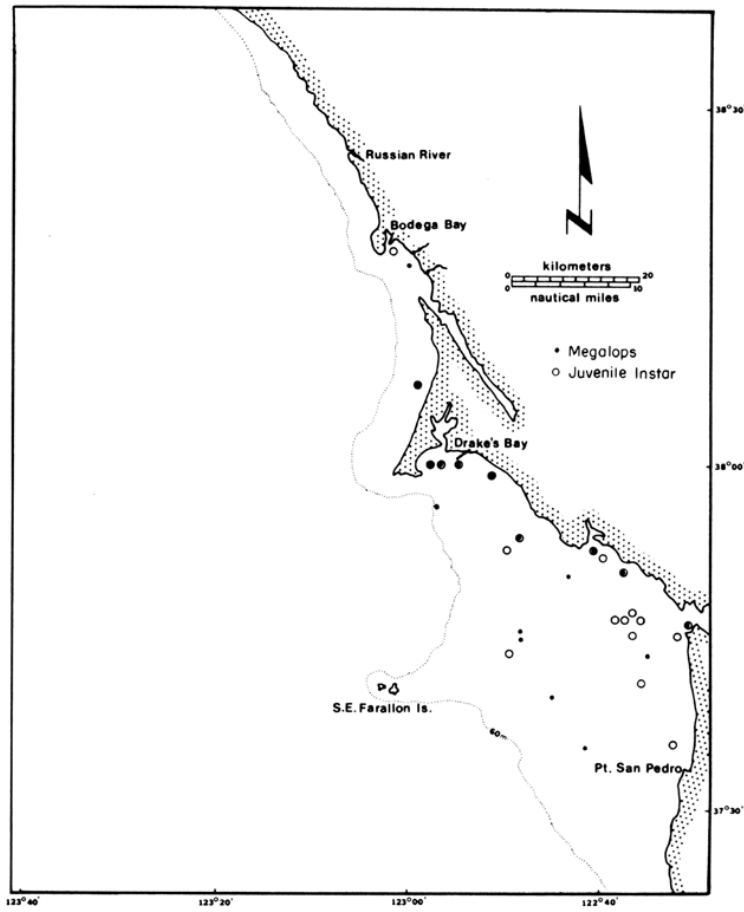 38°30'
Russian River
Bodega Bay
N
kilometers
0 20
0 10
nautical miles
• Megalops
○ Juvenile Instar
Drake's Bay
38°00'
S.E. Farallon Is.
60m
Pt. San Pedro
37°30'
123°40' 123°20' 123°00' 122°40'